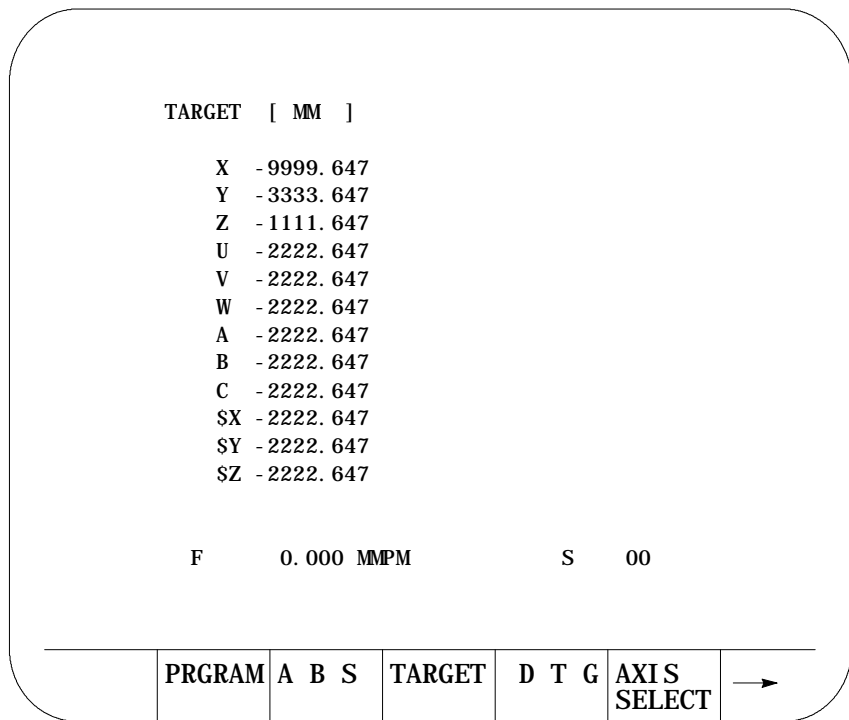 TARGET [ MM ]
X -9999.647
Y -3333.647
Z -1111.647
U -2222.647
V -2222.647
W -2222.647
A -2222.647
B -2222.647
C -2222.647
$X -2222.647
$Y -2222.647
$Z -2222.647
F 0.000 MMPM S 00
PRGRAM A B S TARGET D T G AXIS
SELECT